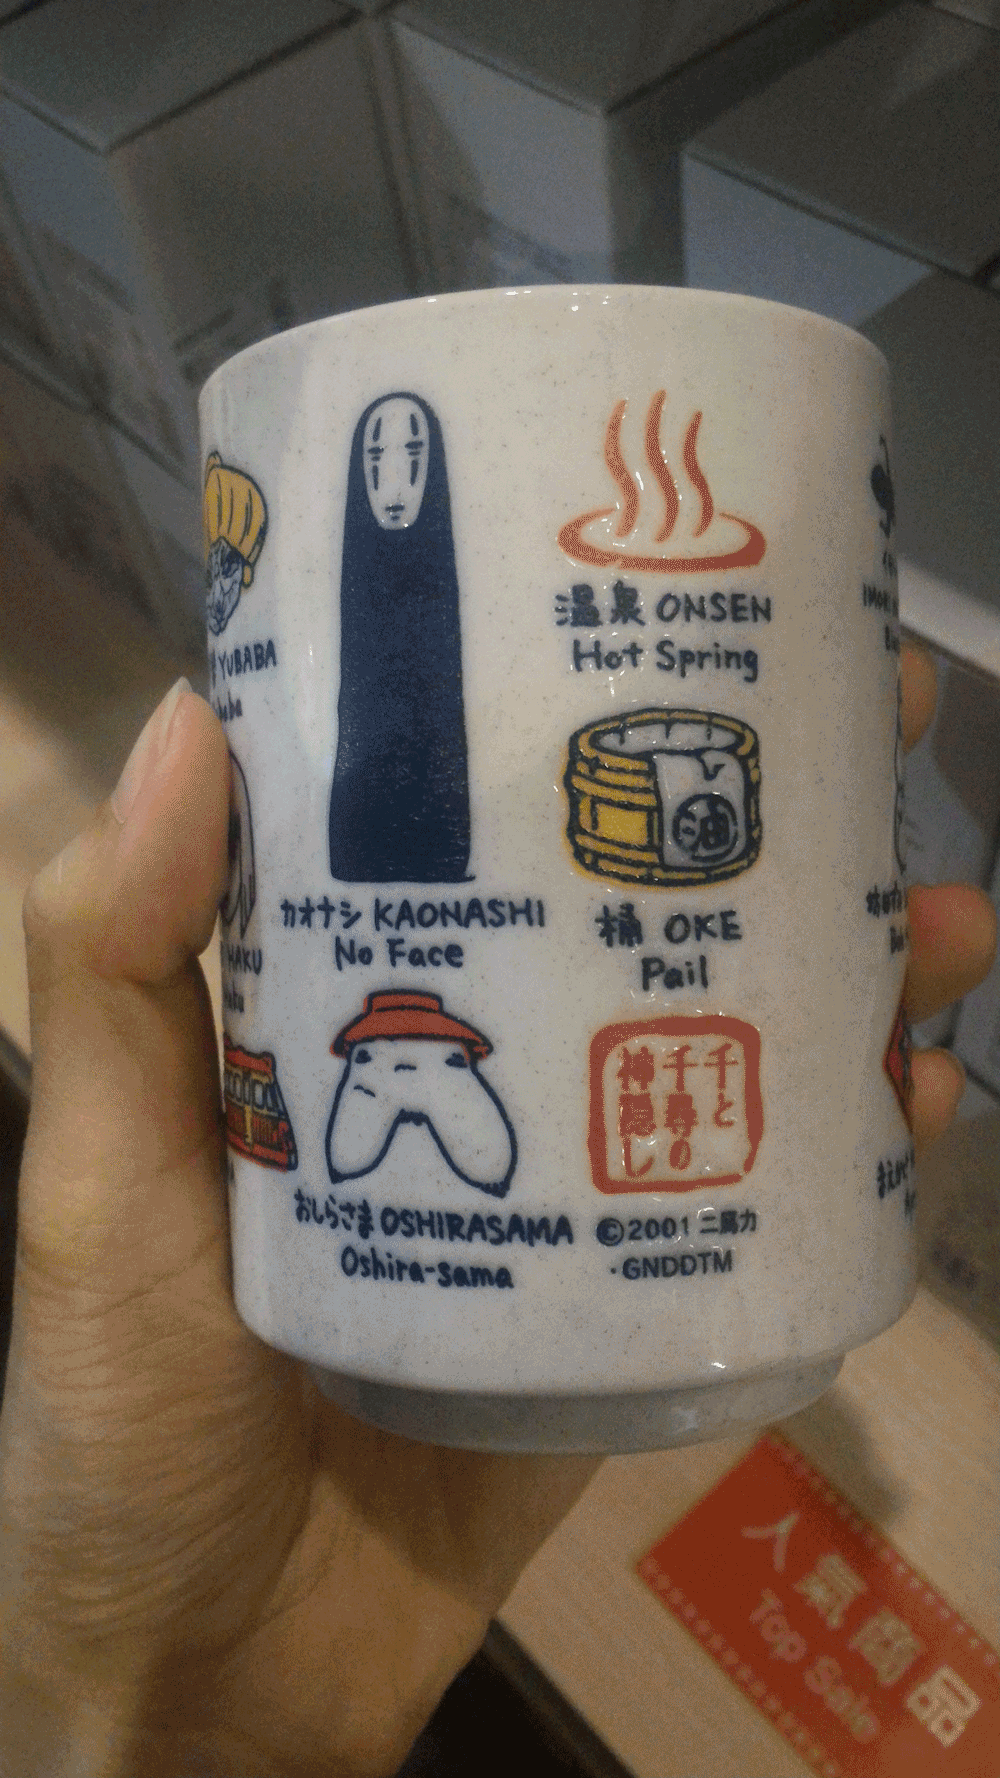 YUBABA
HAKU
カオナシ KAONASHI
No Face
おしらさま OSHIRASAMA
Oshira-sama
温泉 ONSEN
Hot Spring
油
桶 OKE
Pail
千と
千尋の
神隠し
©2001 二馬力
·GNDDTM
人氣商品
Top Sale